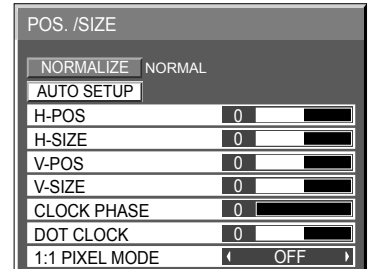 POS. /SIZE
NORMALIZE NORMAL
AUTO SETUP
H-POS 0
H-SIZE 0
V-POS 0
V-SIZE 0
CLOCK PHASE 0
DOT CLOCK 0
1:1 PIXEL MODE OFF